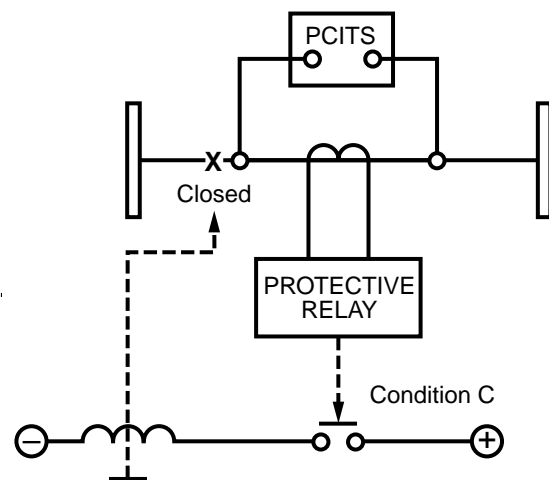 PCITS
X
Closed
PROTECTIVE
RELAY
Condition C
− +